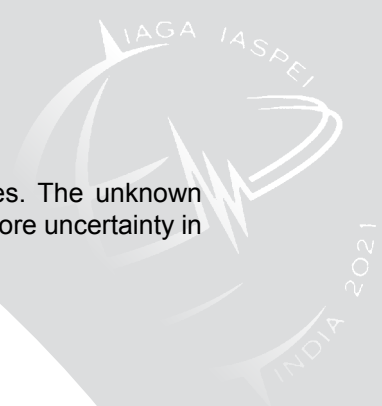 IAGA IASPEI
es. The unknown
ore uncertainty in
INDIA 2021